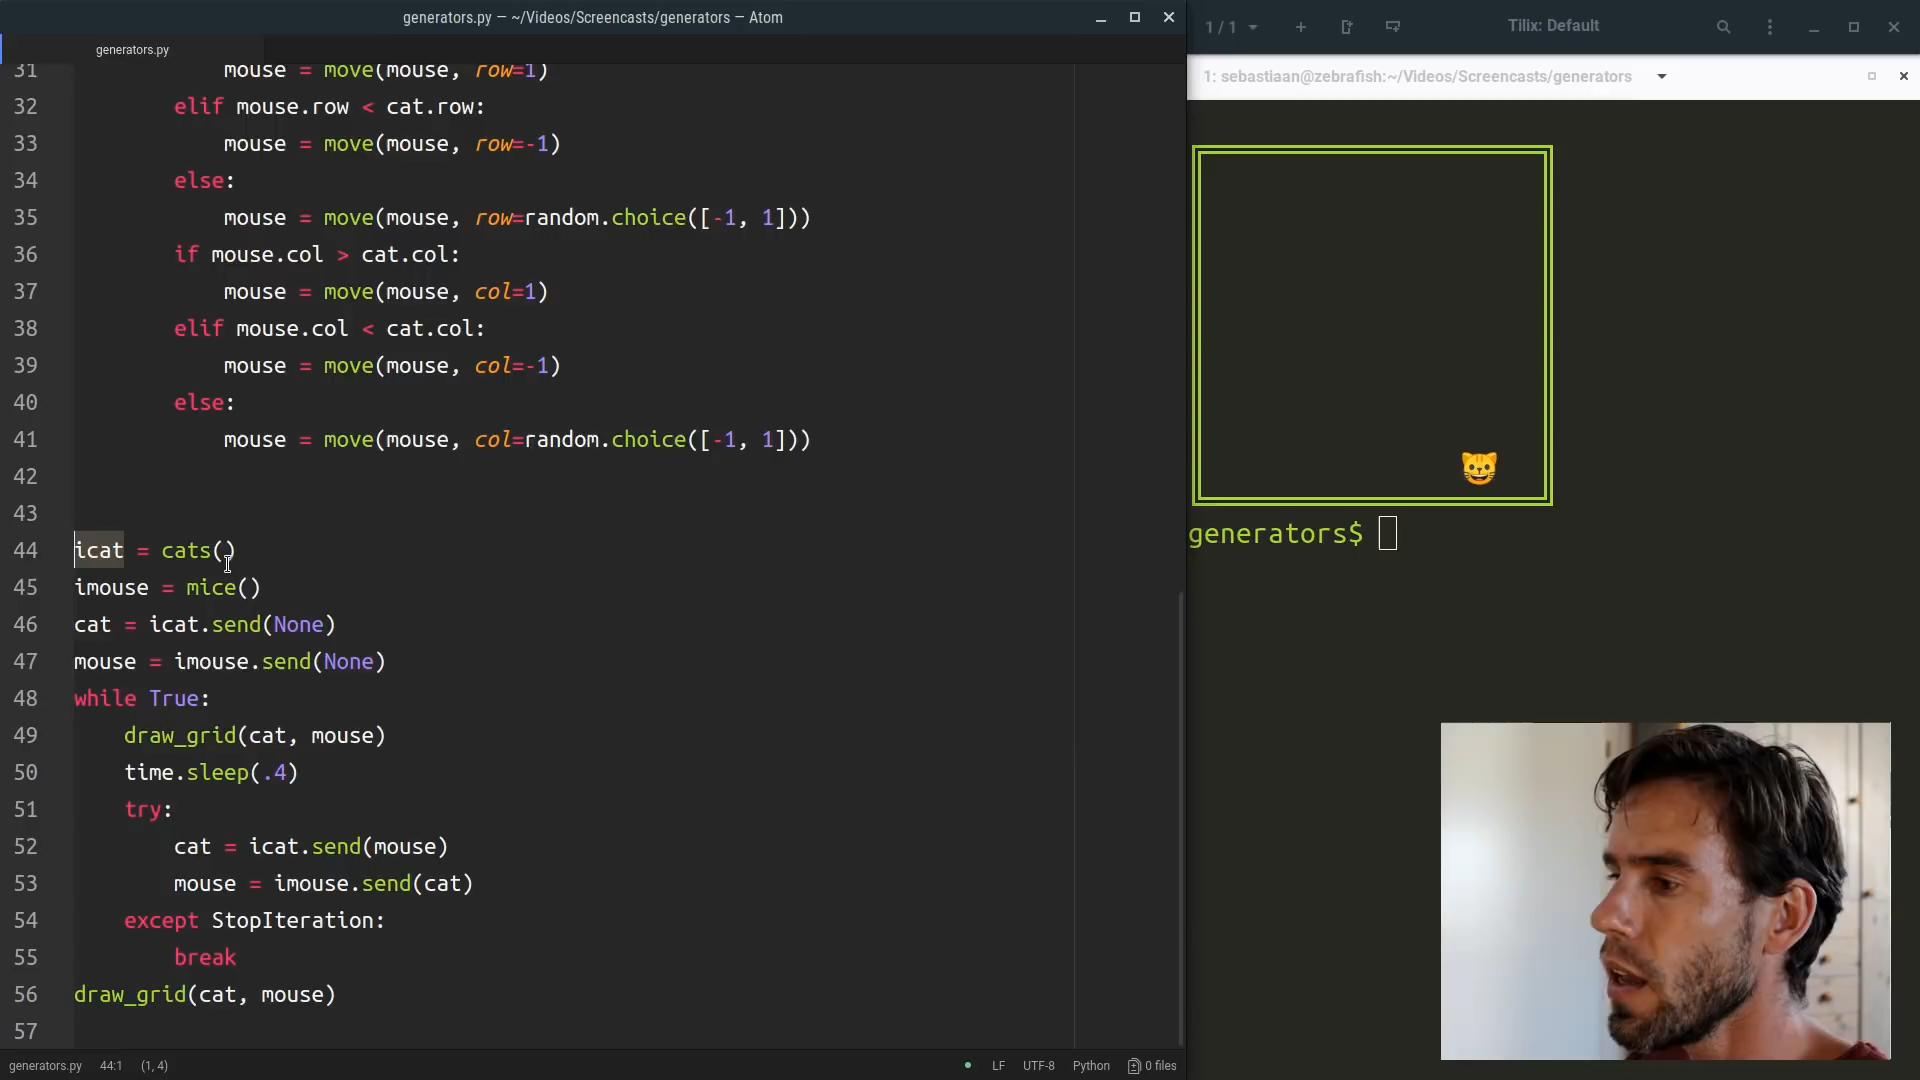 generators.py — ~/Videos/Screencasts/generators — Atom
generators.py
31 mouse = move(mouse, row=1)
32 elif mouse.row < cat.row:
33 mouse = move(mouse, row=-1)
34 else:
35 mouse = move(mouse, row=random.choice([-1, 1]))
36 if mouse.col > cat.col:
37 mouse = move(mouse, col=1)
38 elif mouse.col < cat.col:
39 mouse = move(mouse, col=-1)
40 else:
41 mouse = move(mouse, col=random.choice([-1, 1]))
42
43
44 icat = cats()
45 imouse = mice()
46 cat = icat.send(None)
47 mouse = imouse.send(None)
48 while True:
49 draw_grid(cat, mouse)
50 time.sleep(.4)
51 try:
52 cat = icat.send(mouse)
53 mouse = imouse.send(cat)
54 except StopIteration:
55 break
56 draw_grid(cat, mouse)
57
generators.py 44:1 (1, 4) LF UTF-8 Python 0 files
1 / 1 Tilix: Default
1: sebastiaan@zebrafish:~/Videos/Screencasts/generators
generators$